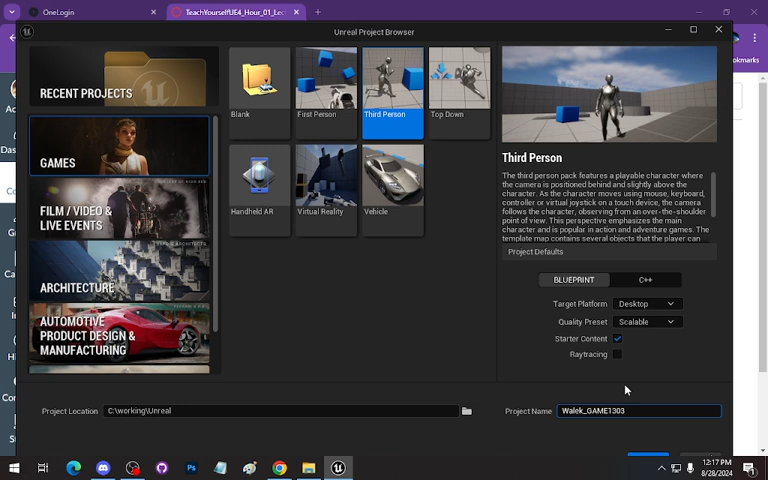 OneLogin
TeachYourselfUE4_Hour_01_Lect
Unreal Project Browser
RECENT PROJECTS
GAMES
FILM / VIDEO &
LIVE EVENTS
ARCHITECTURE
AUTOMOTIVE
PRODUCT DESIGN &
MANUFACTURING
Blank
First Person
Third Person
Top Down
Handheld AR
Virtual Reality
Vehicle
Third Person
The third person pack features a playable character where
the camera is positioned behind and slightly above the
character. As the character moves using mouse, keyboard,
controller or virtual joystick on a touch device, the camera
follows the character, observing from an over-the-shoulder
point of view. This perspective emphasizes the main
character and is popular in action and adventure games. The
template map contains several objects that the player can
Project Defaults
BLUEPRINT
C++
Target Platform
Desktop
Quality Preset
Scalable
Starter Content
Raytracing
Project Location
C:\working\Unreal
Project Name
Walek_GAME1303
okmarks
12:17 PM
8/28/2024